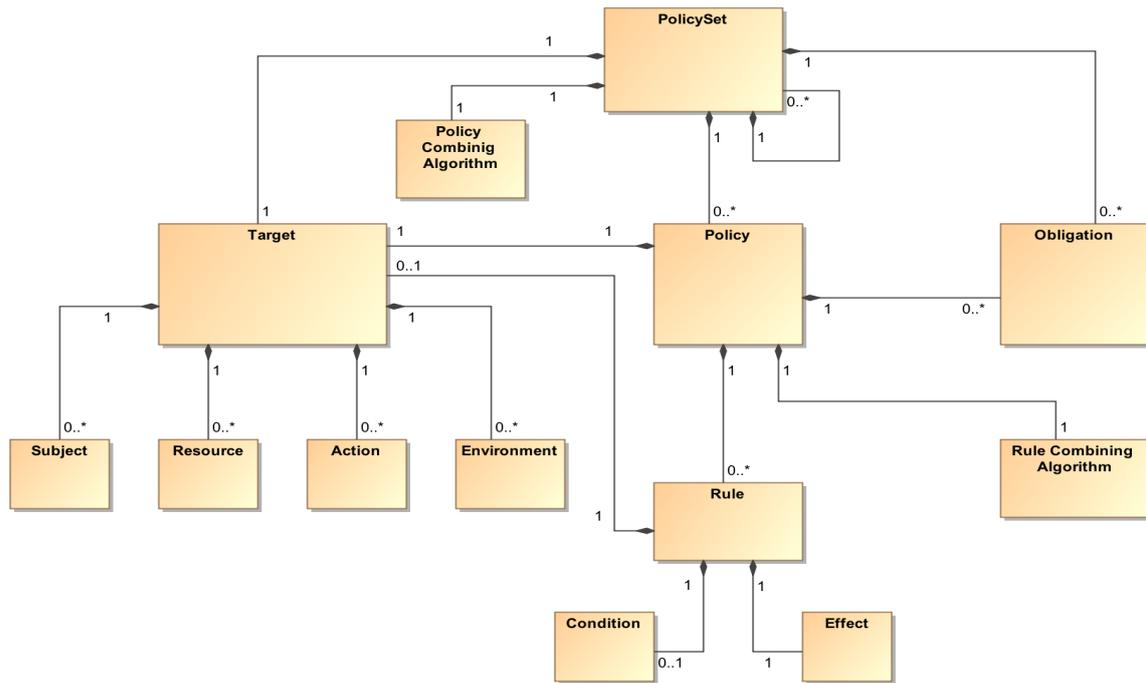 PolicySet
1
1
1
1
0..*
1
1
1
Policy
Combinig
Algorithm
1
0..*
0..*
Target
1
1
Policy
Obligation
0..1
1
1
1
0..*
1
1
1
1
0..*
0..*
0..*
0..*
1
Subject
Resource
Action
Environment
Rule Combining
Algorithm
0..*
Rule
1
1
1
Condition
Effect
0..1
1